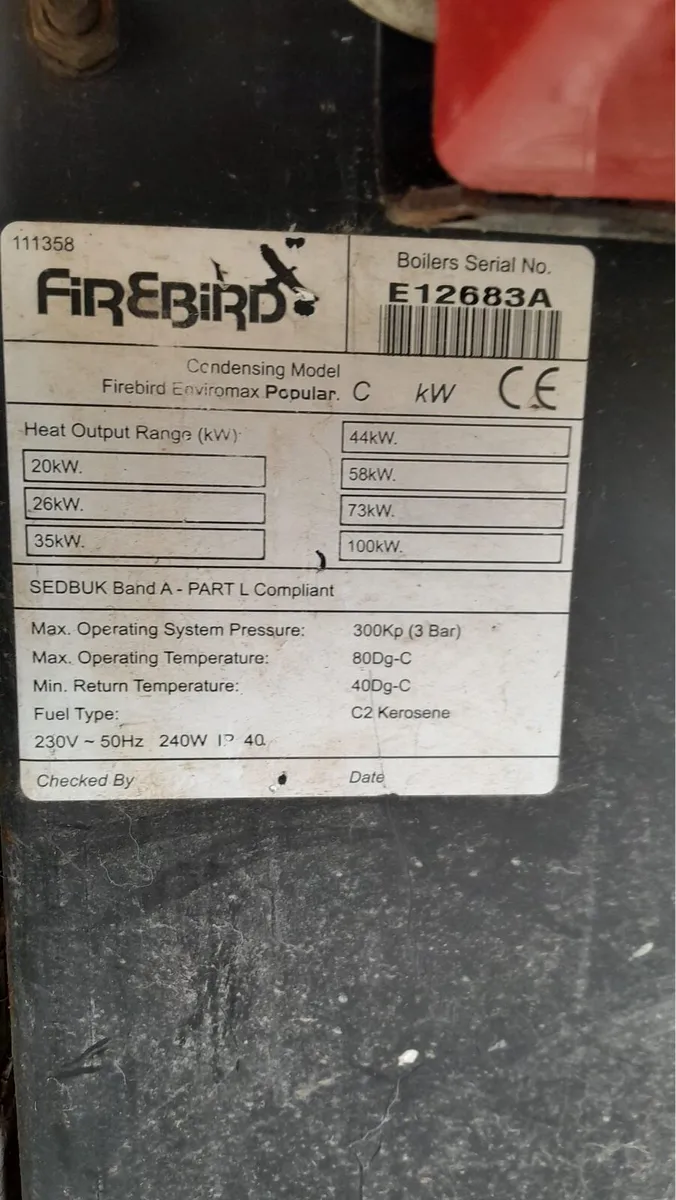 111358
FIREBIRD
Boilers Serial No.
E12683A
Condensing Model
Firebird Enviromax Popular. C kW CE
Heat Output Range (kW)
20kW.
26kW.
35kW.
44kW.
58kW.
73kW.
100kW.
SEDBUK Band A - PART L Compliant
Max. Operating System Pressure: 300Kp (3 Bar)
Max. Operating Temperature: 80Dg-C
Min. Return Temperature: 40Dg-C
Fuel Type: C2 Kerosene
230V ~ 50Hz 240W IP 40
Checked By Date